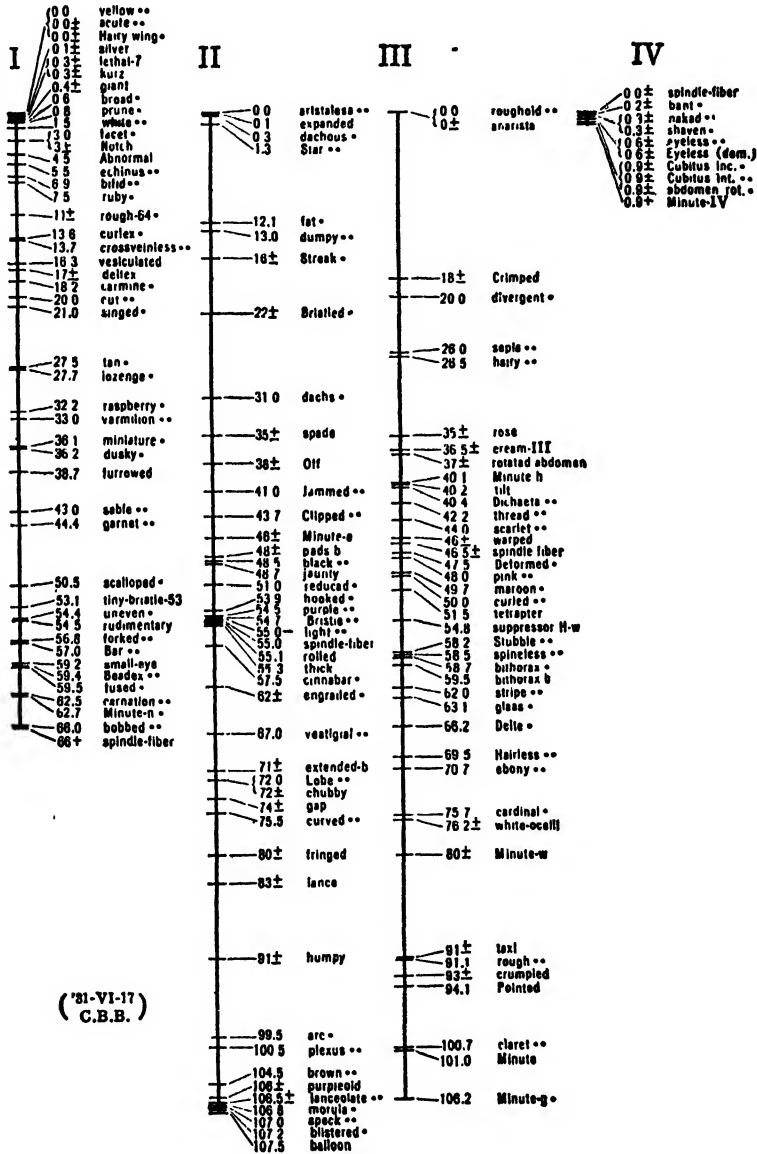 I
0 0 yellow ••
0 0± acute ••
0 0± Hairy wing •
0 1± silver
0 3± lethal-7
0 3± kurz
0.4± giant
0 6 broad •
0 8 prune •
1 5 white ••
3 0 facet •
3± Notch
4 5 Abnormal
5 5 echinus ••
6 9 bifid ••
7 5 ruby •
11± rough-64 •
13 6 curlex •
13.7 crossveinless ••
16 3 vesiculated
17± deltex
18 2 carmine •
20 0 cut ••
21.0 singed •
27 5 tan •
27.7 lozenge •
32 2 raspberry •
33 0 varmilion ••
36 1 miniature •
36 2 dusky •
38.7 furrowed
43 0 sable ••
44.4 garnet ••
50.5 scalloped •
53.1 tiny-bristle-53
54.4 uneven •
54 5 rudimentary
56.8 forked ••
57.0 Bar ••
59 2 small-eye
59.4 Beadex ••
59.5 fused •
62.5 carnation ••
62.7 Minute-n •
66.0 bobbed ••
66+ spindle-fiber
II
0 0 aristaless ••
0 1 expanded
0 3 dachous •
1.3 Star ••
12.1 fat •
13.0 dumpy ••
16± Streak •
22± Bristled •
31 0 dachs •
35± spade
38± Off
41 0 Jammed ••
43 7 Clipped ••
46± Minute-e
48± pads b
48 5 black ••
48 7 jaunty
51 0 reduced •
53 9 hooked •
54 5 purple ••
54 7 Bristle ••
55.0– light ••
55.0 spindle-fiber
55.1 rolled
55 3 thick
57.5 cinnabar •
62± engrailed •
67.0 vestigial ••
71± extended-b
72 0 Lobe ••
72± chubby
74± gap
75.5 curved ••
80± fringed
83± lance
91± humpy
99.5 arc •
100 5 plexus ••
104.5 brown ••
106± purpleoid
106.5± lanceolate ••
106 8 morula •
107 0 speck ••
107 2 blistered •
107.5 balloon
III
0 0 roughoid ••
0± anarista
18± Crimped
20 0 divergent •
26 0 sepia ••
26 5 hairy ••
35± rose
36 5± cream-III
37± rotated abdomen
40 1 Minute h
40 2 tilt
40 4 Dichaeta ••
42 2 thread ••
44 0 scarlet ••
46± warped
46 5± spindle fiber
47 5 Deformed •
48 0 pink ••
49 7 maroon •
50 0 curled ••
51 5 tetrapter
54.8 suppressor H-w
58 2 Stubble ••
58 5 spineless ••
58 7 bithorax •
59.5 bithorax b
62 0 stripe ••
63 1 glass •
66.2 Delta •
69 5 Hairless ••
70 7 ebony ••
75 7 cardinal •
76 2± white-ocelli
80± Minute-w
91± taxi
91.1 rough ••
93± crumpled
94.1 Pointed
100.7 claret ••
101.0 Minute
106.2 Minute-g •
IV
0 0± spindle-fiber
0 2± bent •
0 3± naked ••
0.3± shaven •
0 6± eyeless ••
0 6± Eyeless (dom.)
0.9± Cubitus inc. •
0 9± Cubitus Int. ••
0.9± abdomen rot. •
0.9+ Minute-IV
('31-VI-17
C.B.B.)